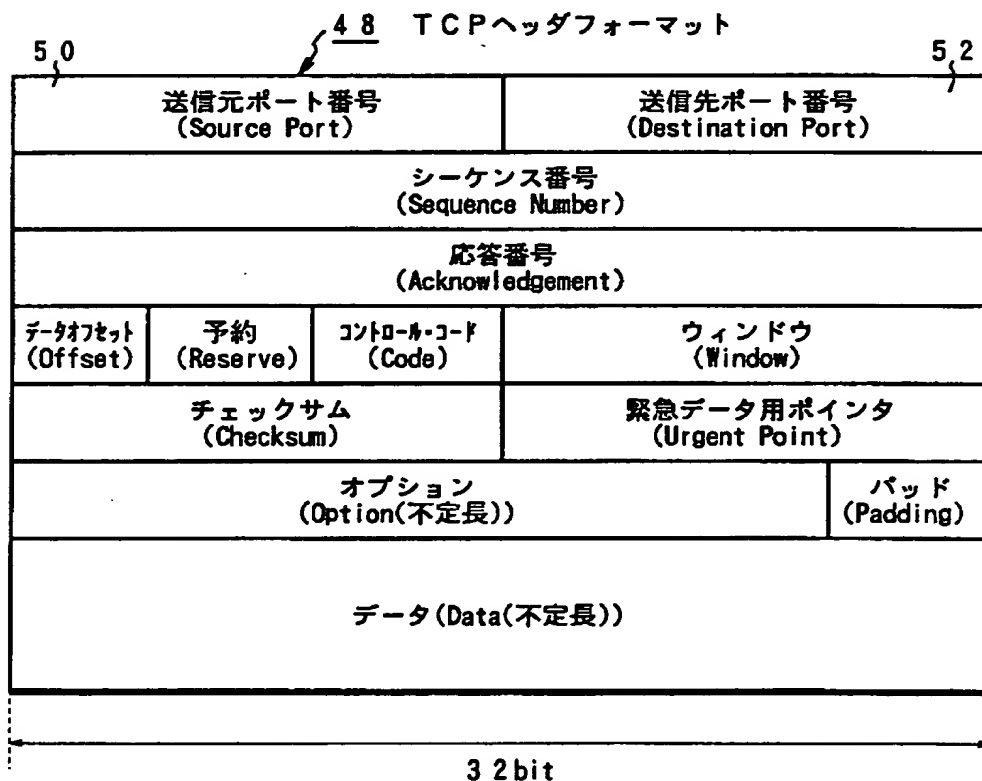 48 TCPヘッダフォーマット
50
52
送信元ポート番号
(Source Port)
送信先ポート番号
(Destination Port)
シーケンス番号
(Sequence Number)
応答番号
(Acknowledgement)
データオフセット
(Offset)
予約
(Reserve)
コントロール・コード
(Code)
ウィンドウ
(Window)
チェックサム
(Checksum)
緊急データ用ポインタ
(Urgent Point)
オプション
(Option(不定長))
パッド
(Padding)
データ(Data(不定長))
32bit